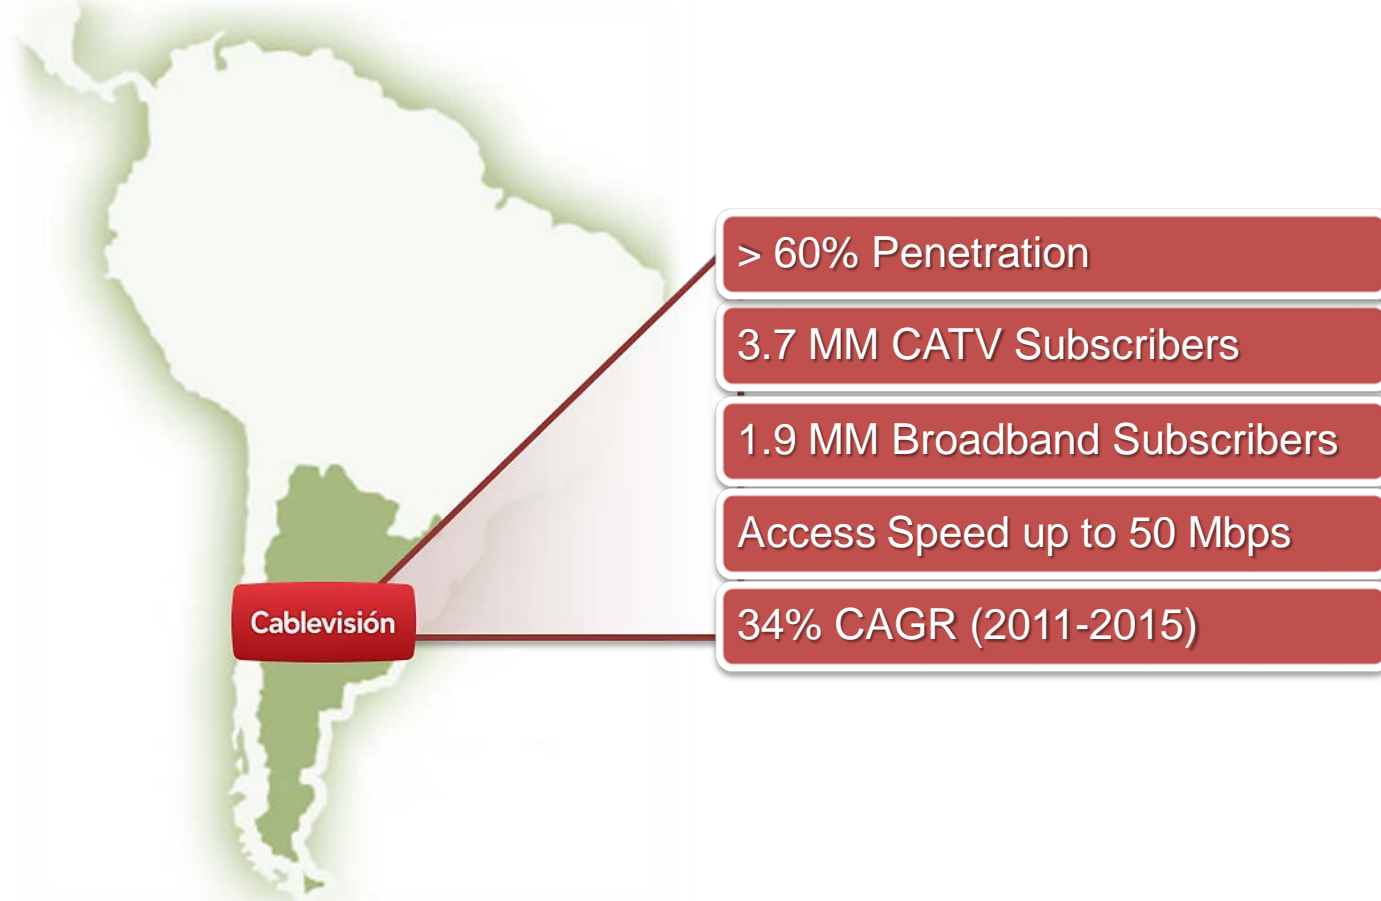 > 60% Penetration
3.7 MM CATV Subscribers
1.9 MM Broadband Subscribers
Access Speed up to 50 Mbps
Cablevisión
34% CAGR (2011-2015)